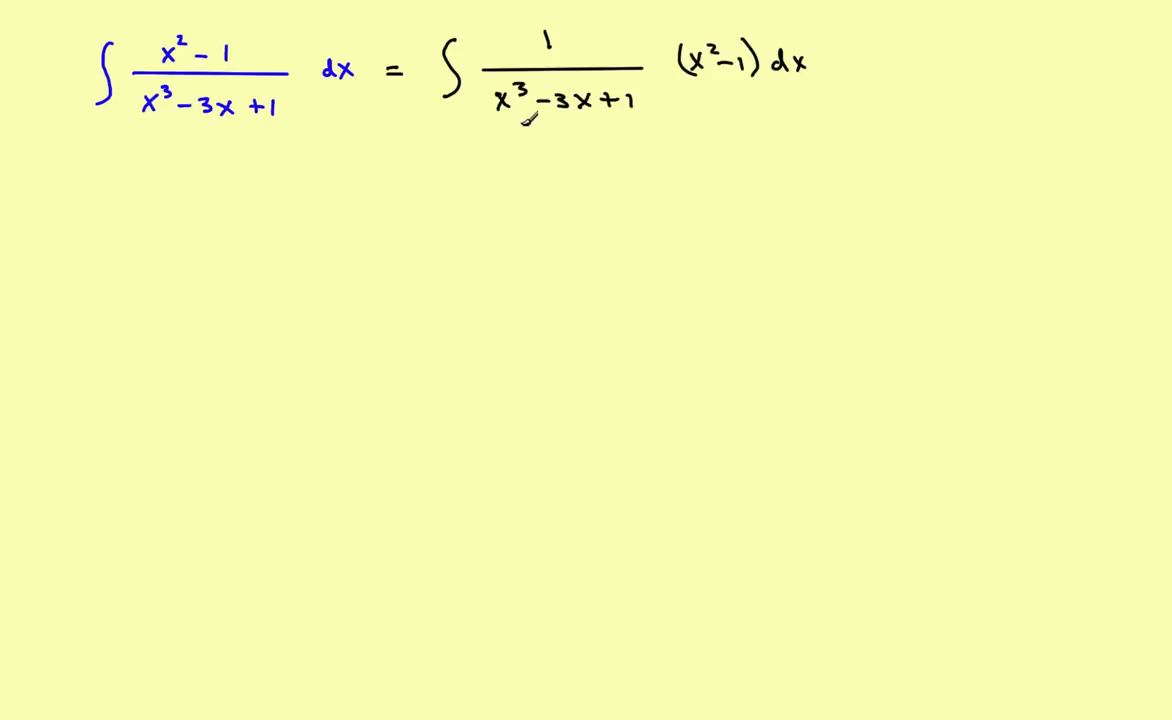 ∫ (x² - 1)/(x³ - 3x + 1) dx = ∫ 1/(x³ - 3x + 1) (x² - 1) dx